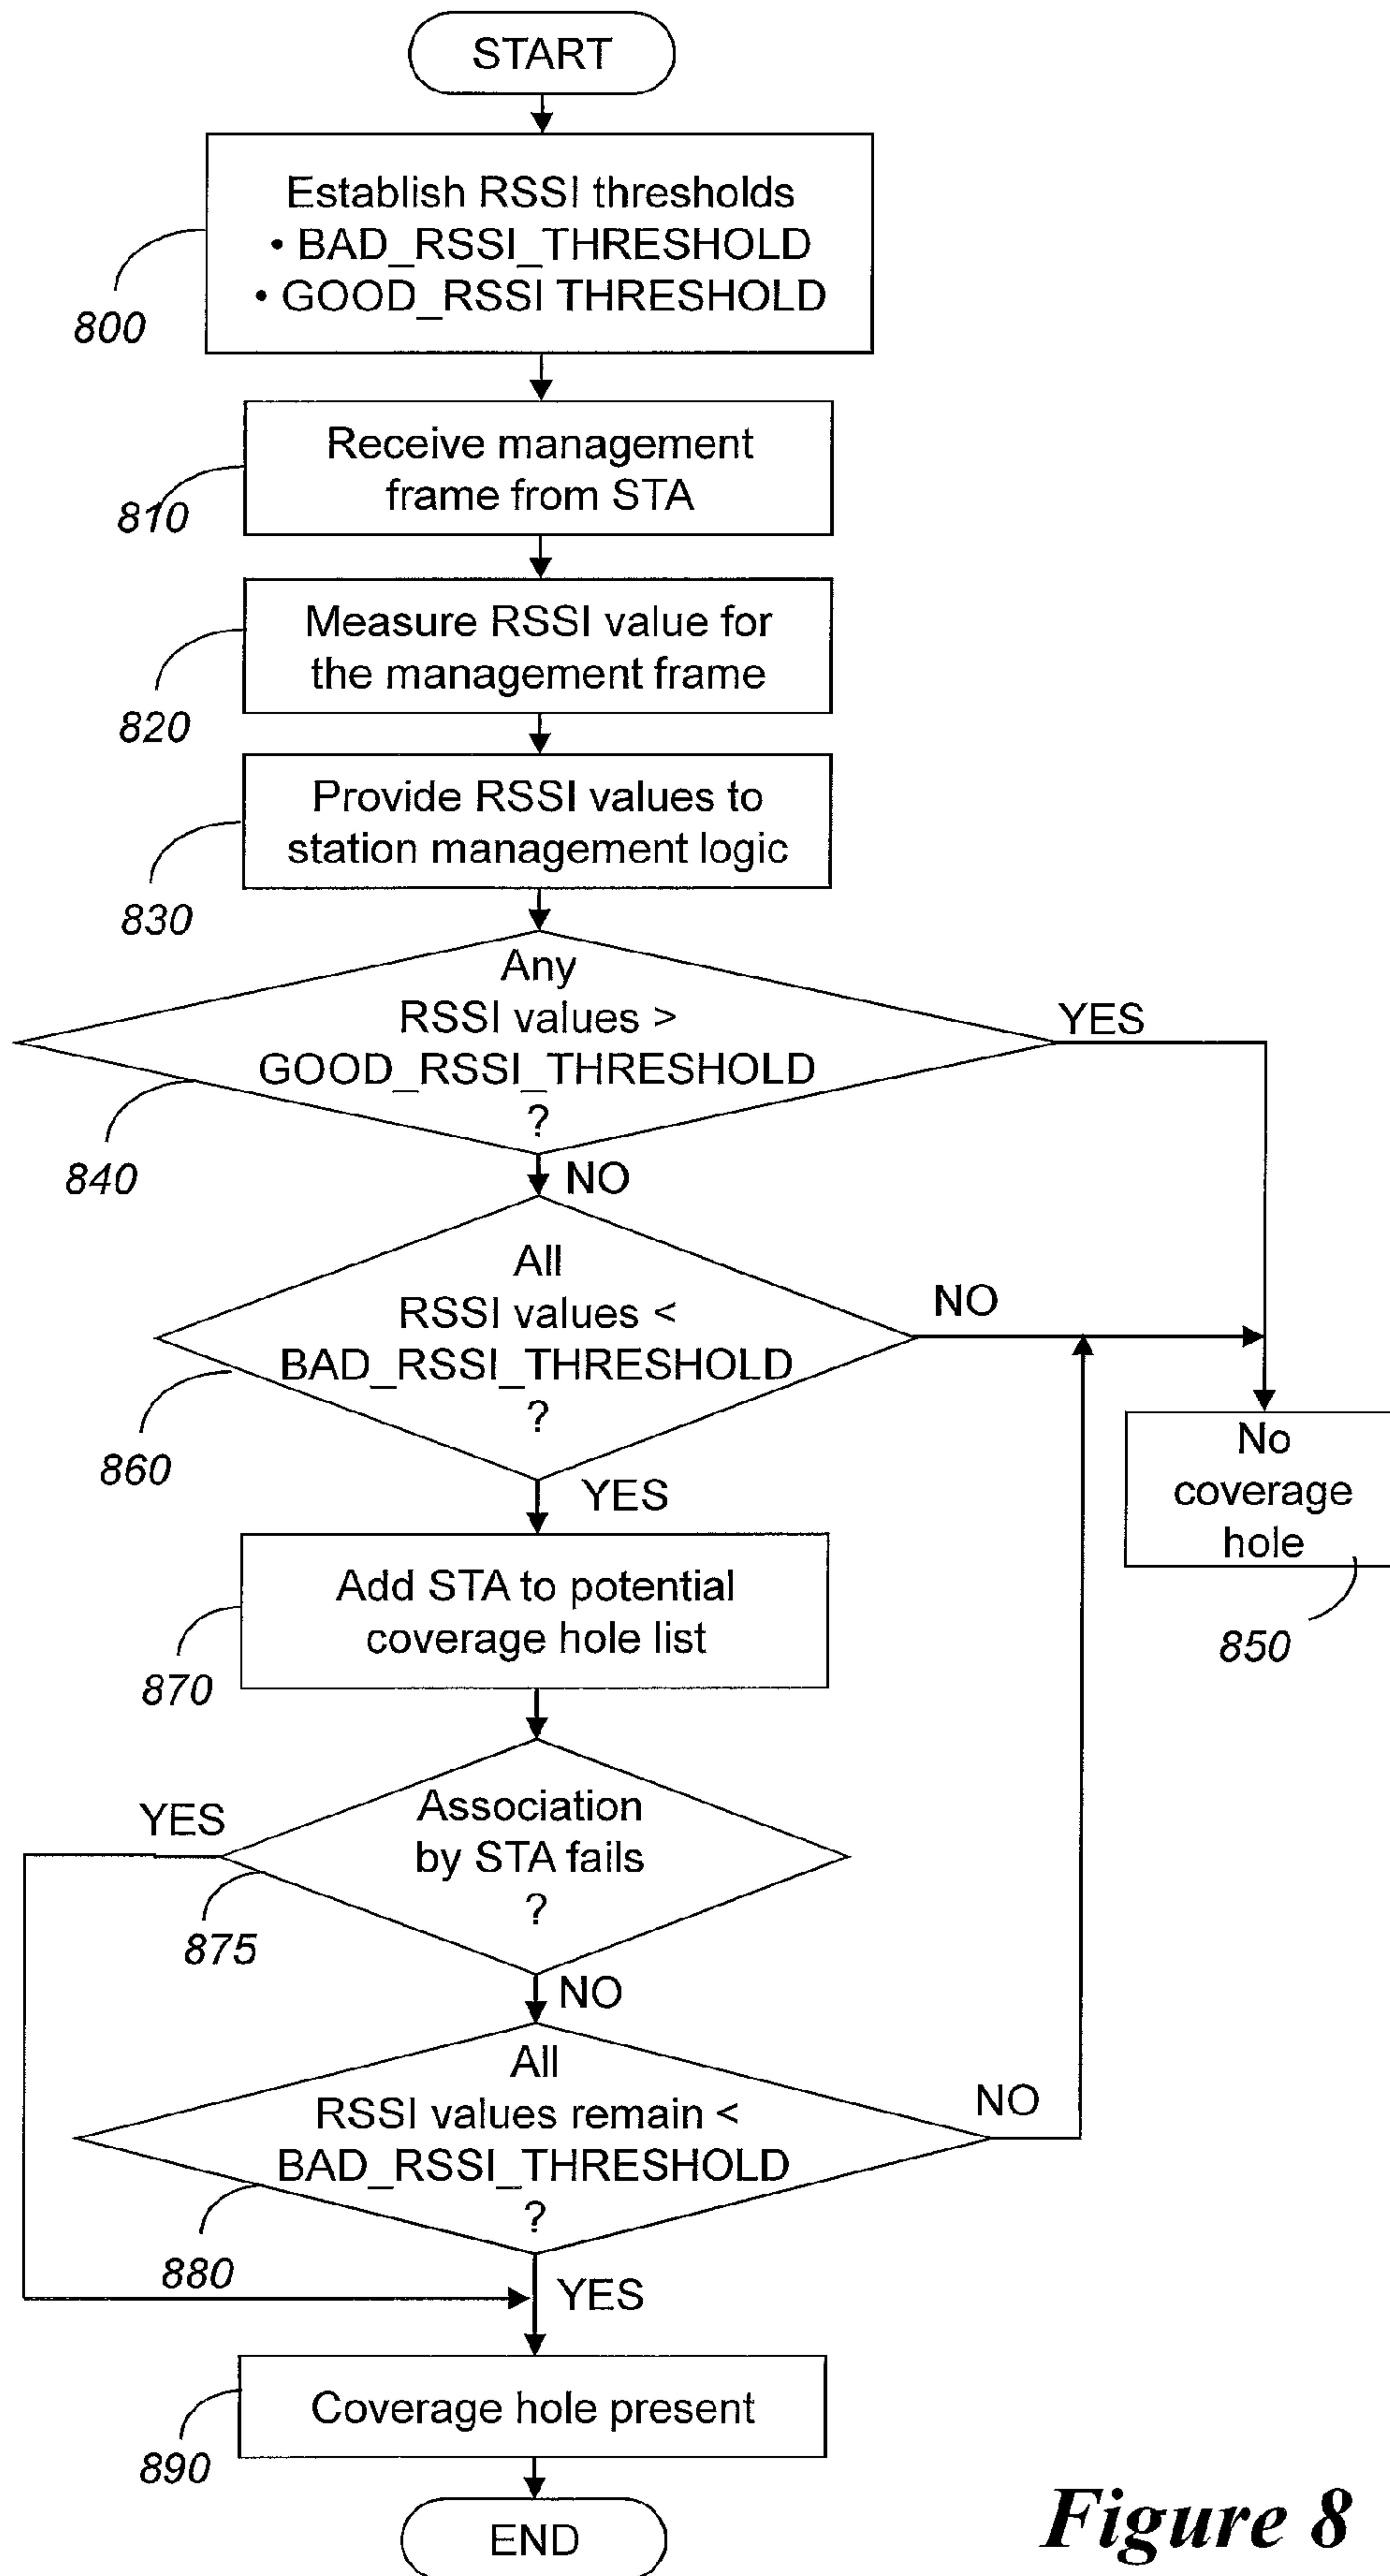 START
Establish RSSI thresholds
• BAD_RSSI_THRESHOLD
• GOOD_RSSI THRESHOLD
800
Receive management
frame from STA
810
Measure RSSI value for
the management frame
820
Provide RSSI values to
station management logic
830
Any
RSSI values >
GOOD_RSSI_THRESHOLD
?
YES
840
NO
All
RSSI values <
BAD_RSSI_THRESHOLD
?
NO
860
YES
No
coverage
hole
850
Add STA to potential
coverage hole list
870
Association
by STA fails
?
YES
875
NO
All
RSSI values remain <
BAD_RSSI_THRESHOLD
?
NO
880
YES
Coverage hole present
890
END
Figure 8